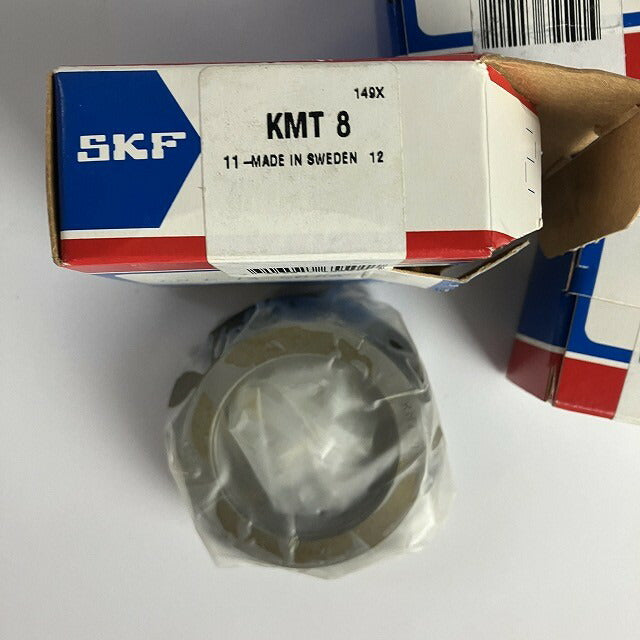 149X
SKF
KMT 8
11-MADE IN SWEDEN 12